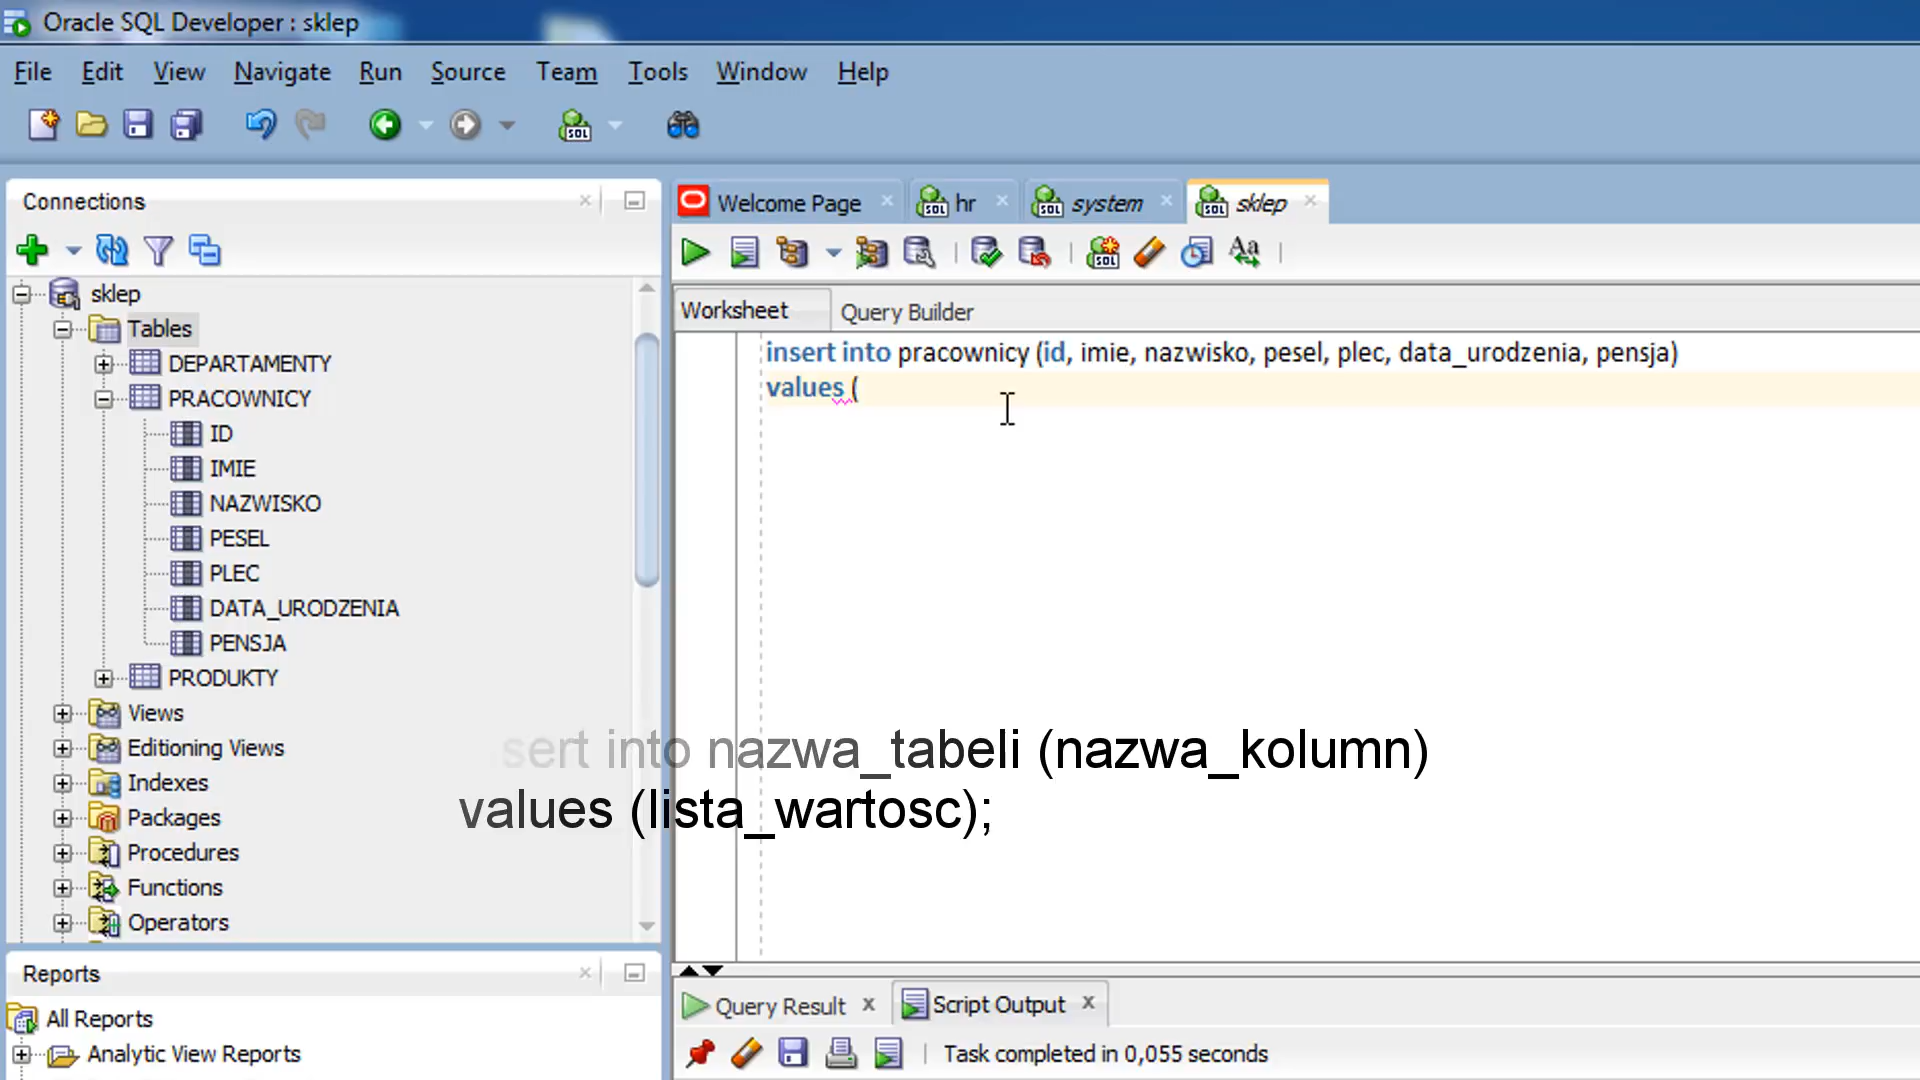 Oracle SQL Developer : sklep
File Edit View Navigate Run Source Team Tools Window Help
Connections
Welcome Page
hr
system
sklep
sklep
Tables
DEPARTAMENTY
PRACOWNICY
ID
IMIE
NAZWISKO
PESEL
PLEC
DATA_URODZENIA
PENSJA
PRODUKTY
Views
Editioning Views
Indexes
Packages
Procedures
Functions
Operators
Worksheet
Query Builder
insert into pracownicy (id, imie, nazwisko, pesel, plec, data_urodzenia, pensja)
values (
sert into nazwa_tabeli (nazwa_kolumn)
values (lista_wartosc);
Reports
All Reports
Analytic View Reports
Query Result
Script Output
Task completed in 0,055 seconds